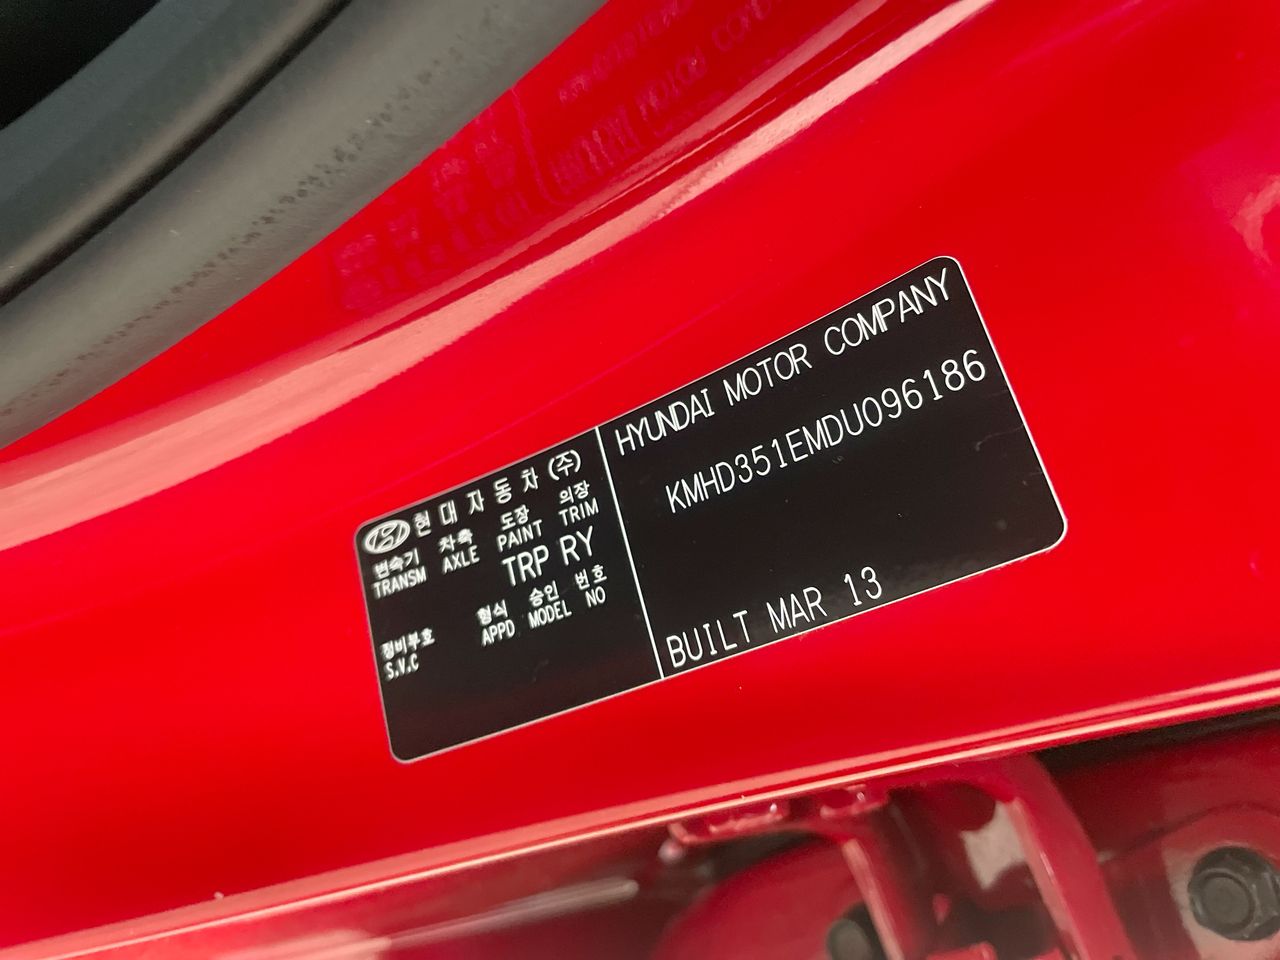 현대자동차(주)
변속기 차축 도장 의장
TRANSM AXLE PAINT TRIM
TRP RY
형식 승인 번호
APPD MODEL NO
정비부호
S.V.C
HYUNDAI MOTOR COMPANY
KMHD351EMDU096186
BUILT MAR 13